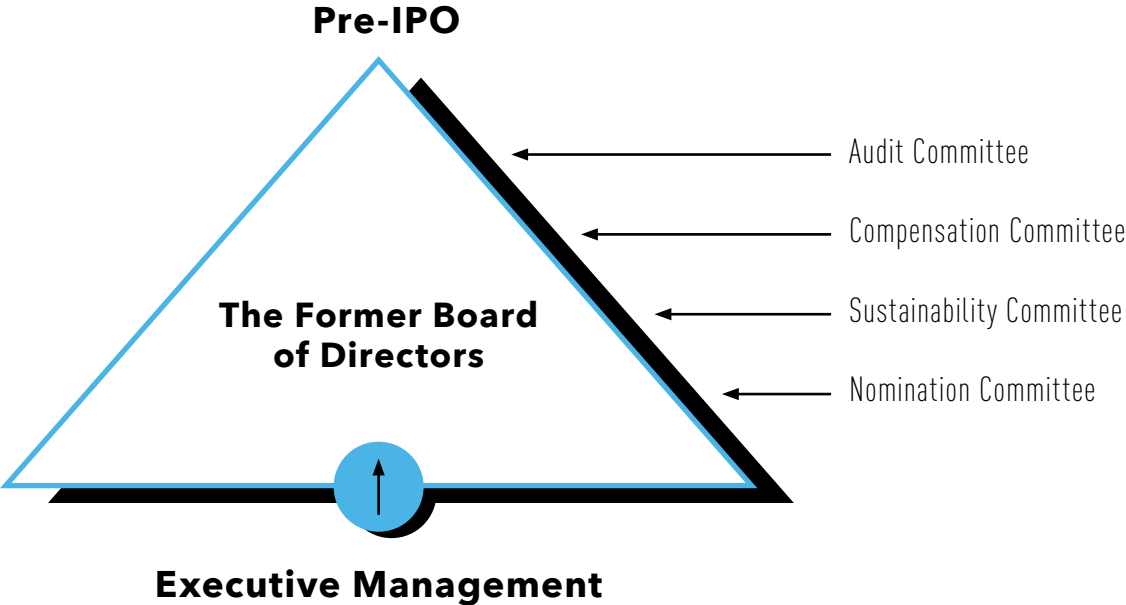 Pre-IPO
Audit Committee
Compensation Committee
Sustainability Committee
Nomination Committee
The Former Board
of Directors
Executive Management